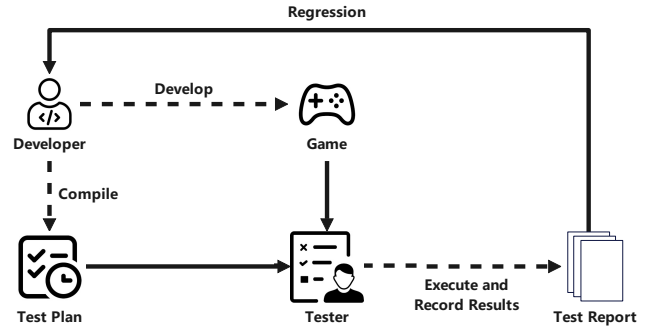 Regression
Develop
Developer
Game
Compile
Execute and
Record Results
Test Plan
Tester
Test Report